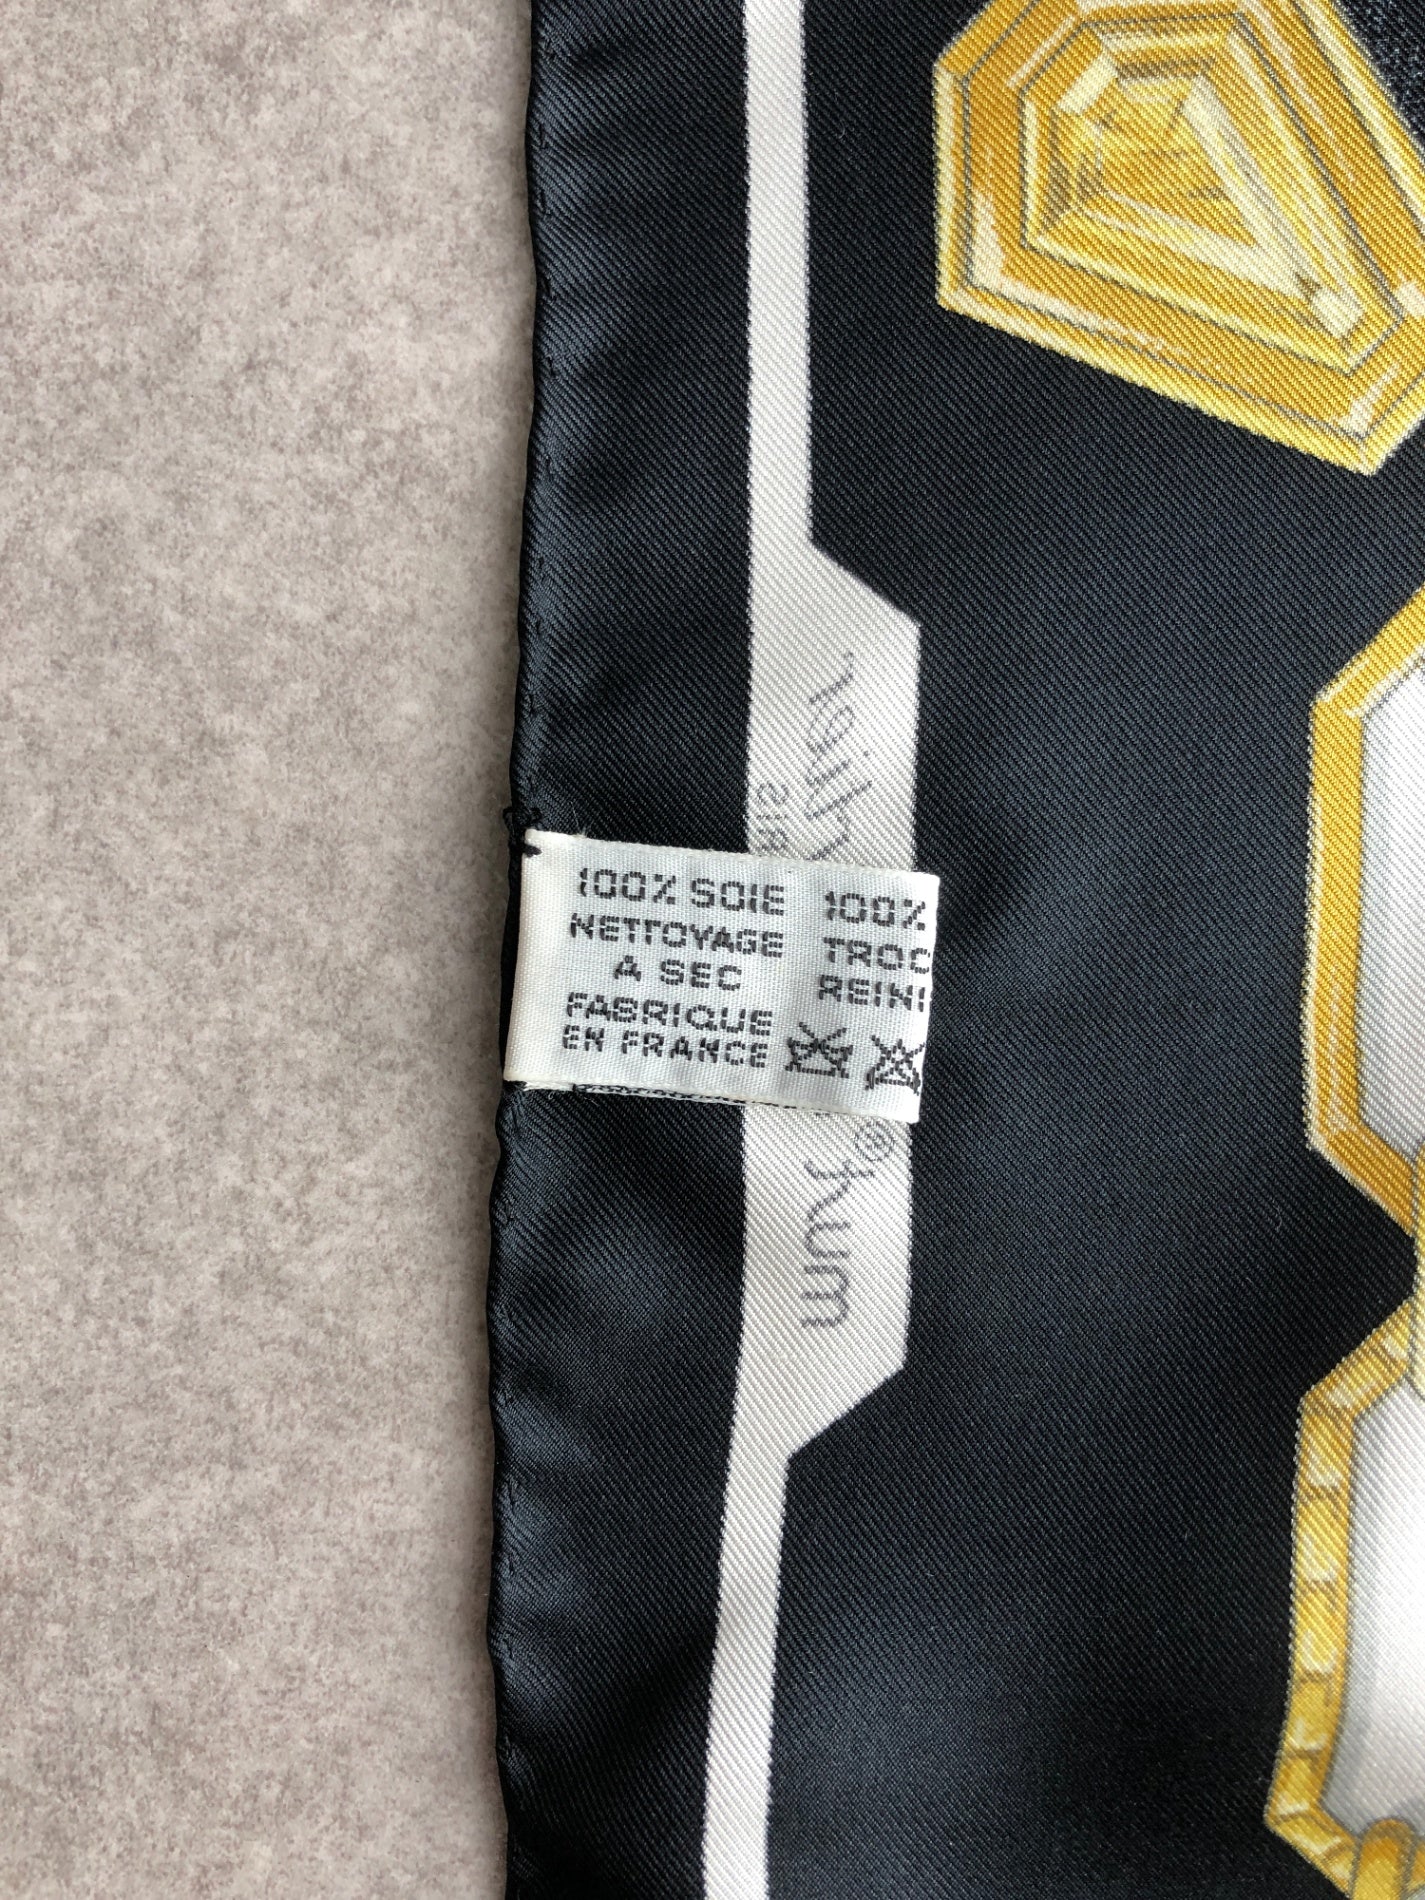 100% SOIE
NETTOYAGE
A SEC
FABRIQUE
EN FRANCE
100%
TROC
REINI
®